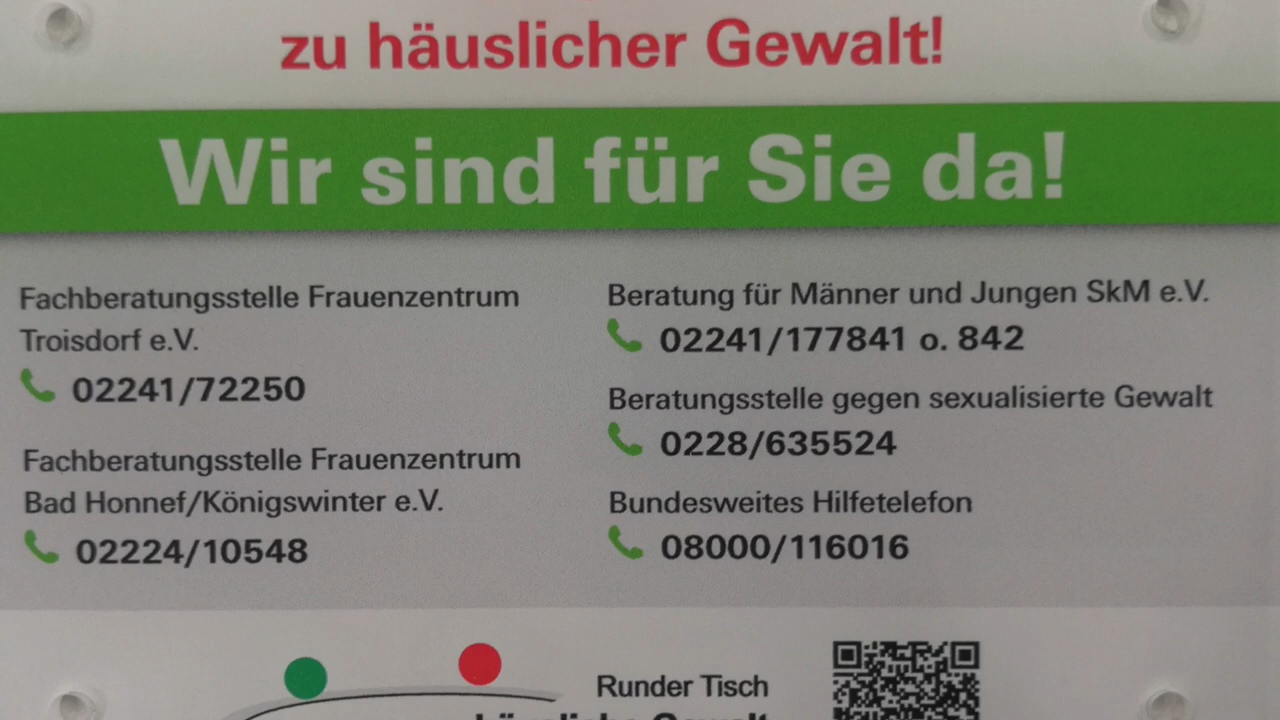 zu häuslicher Gewalt!
Wir sind für Sie da!
Fachberatungsstelle Frauenzentrum
Troisdorf e.V.
02241/72250
Fachberatungsstelle Frauenzentrum
Bad Honnef/Königswinter e.V.
02224/10548
Beratung für Männer und Jungen SkM e.V.
02241/177841 o. 842
Beratungsstelle gegen sexualisierte Gewalt
0228/635524
Bundesweites Hilfetelefon
08000/116016
Runder Tisch